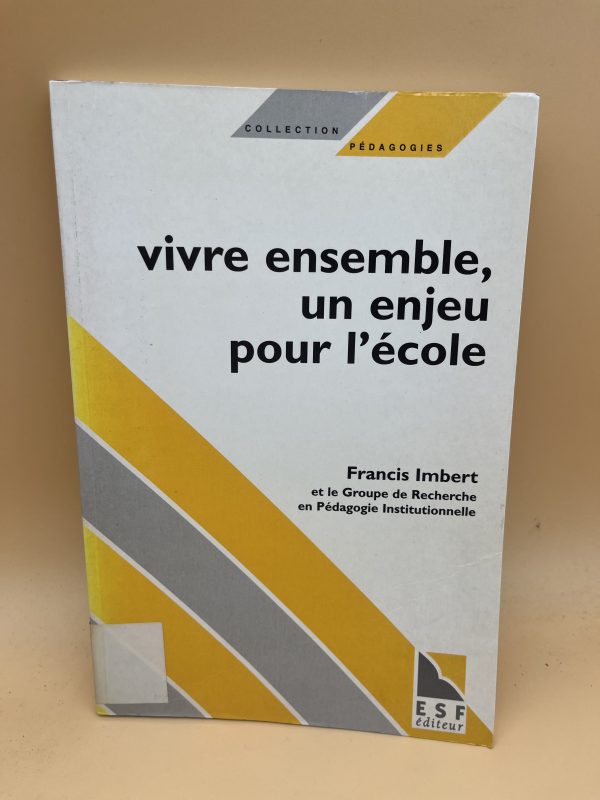 COLLECTION
PÉDAGOGIES
vivre ensemble,
un enjeu
pour l'école
Francis Imbert
et le Groupe de Recherche
en Pédagogie Institutionnelle
ESF
éditeur